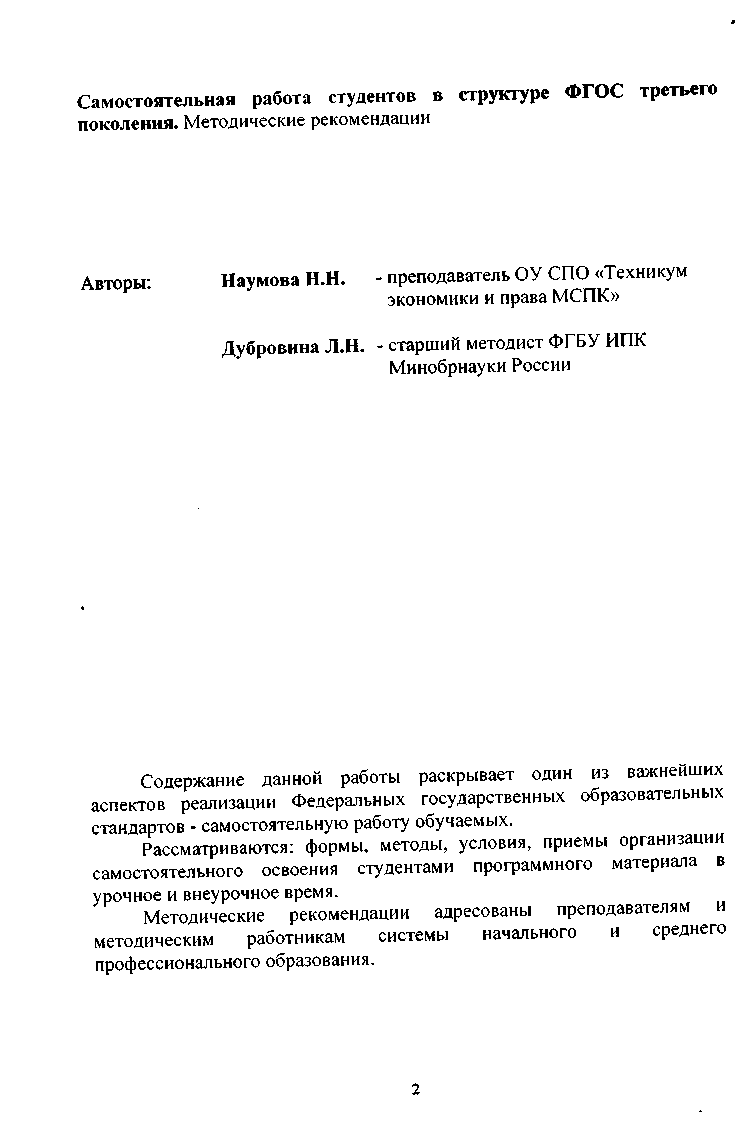 Самостоятельная работа студентов в структуре ФГОС третьего
поколения. Методические рекомендации
Авторы: Наумова Н.Н. - преподаватель ОУ СПО «Техникум
экономики и права МСПК»
Дубровина Л.Н. - старший методист ФГБУ ИПК
Минобрнауки России
Содержание данной работы раскрывает один из важнейших
аспектов реализации Федеральных государственных образовательных
стандартов - самостоятельную работу обучаемых.
Рассматриваются: формы, методы, условия, приемы организации
самостоятельного освоения студентами программного материала в
урочное и внеурочное время.
Методические рекомендации адресованы преподавателям и
методическим работникам системы начального и среднего
профессионального образования.
2